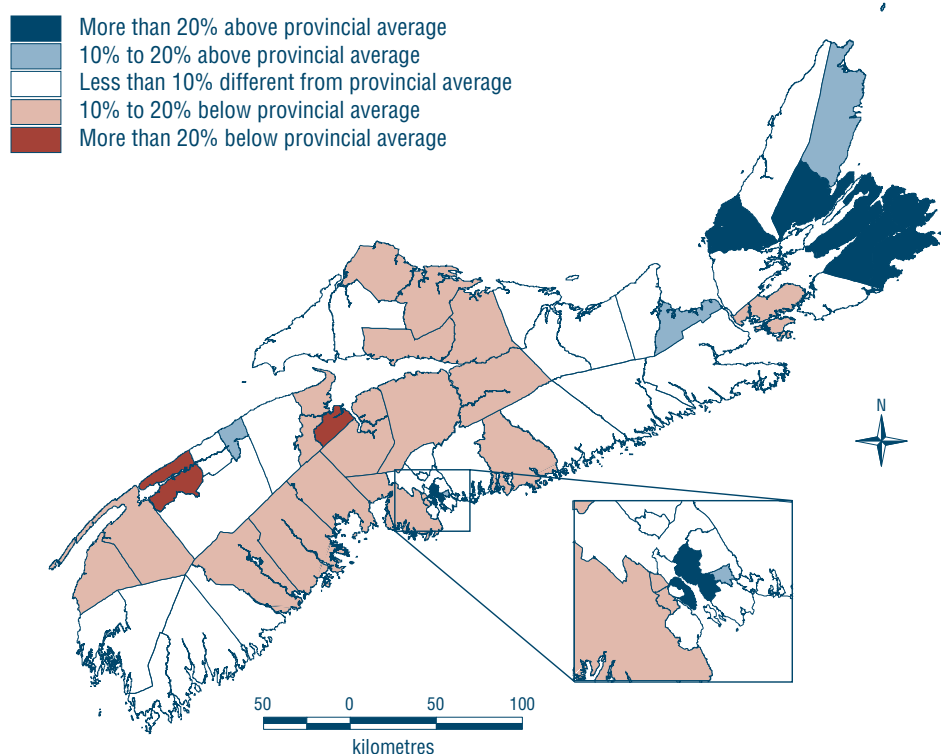 More than 20% above provincial average
10% to 20% above provincial average
Less than 10% different from provincial average
10% to 20% below provincial average
More than 20% below provincial average
N
50 0 50 100
kilometres